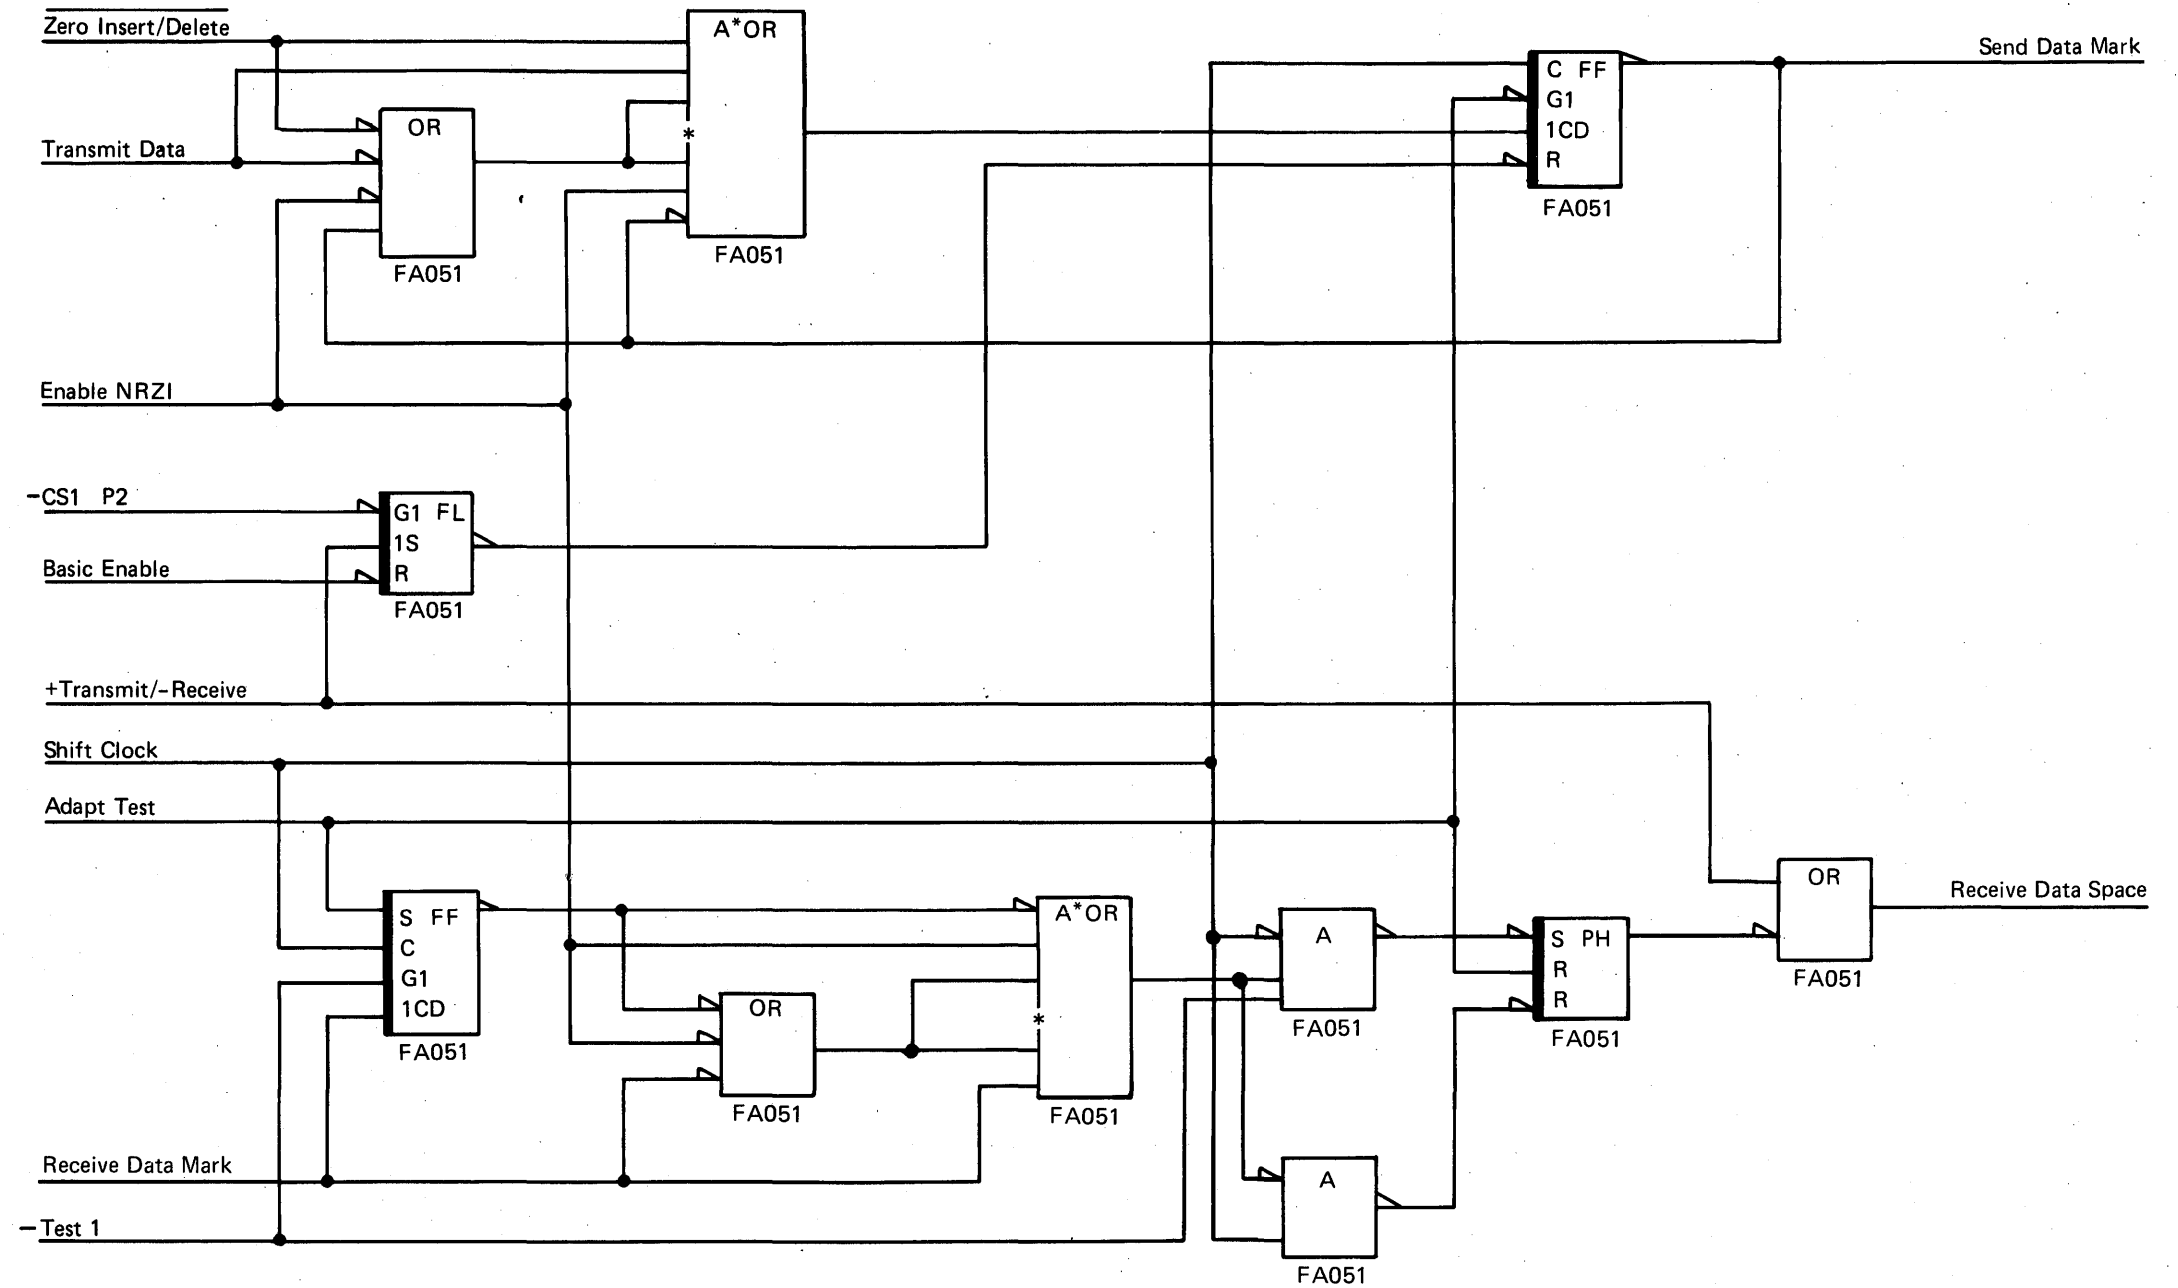 Zero Insert/Delete
A*OR
C FF
Send Data Mark
G1
OR
*
1CD
Transmit Data
R
FA051
FA051
FA051
Enable NRZI
-CS1 P2
G1 FL
1S
Basic Enable
R
FA051
+Transmit/-Receive
Shift Clock
Adapt Test
OR
Receive Data Space
S FF
A*OR
A
S PH
C
R
G1
FA051
1CD
OR
*
R
FA051
FA051
FA051
FA051
FA051
Receive Data Mark
A
-Test 1
FA051